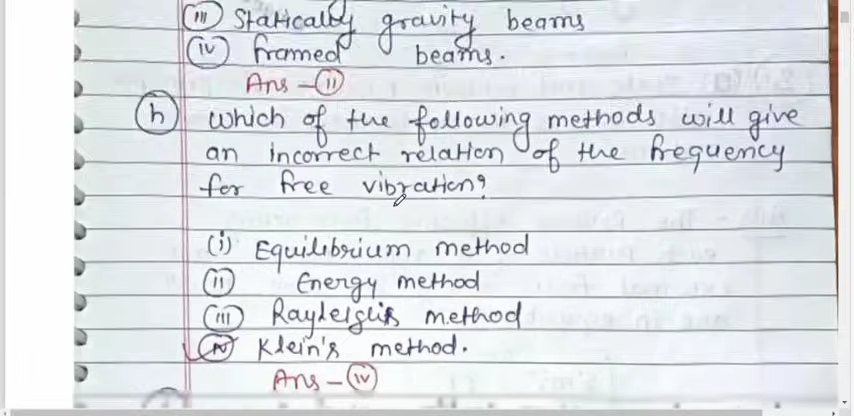 (iii) Statically gravity beams
(iv) framed beams.
Ans - (ii)
(h) which of the following methods will give
an incorrect relation of the frequency
for free vibration?
(i) Equilibrium method
(ii) Energy method
(iii) Rayleigh's method
(iv) Klein's method.
Ans - (iv)